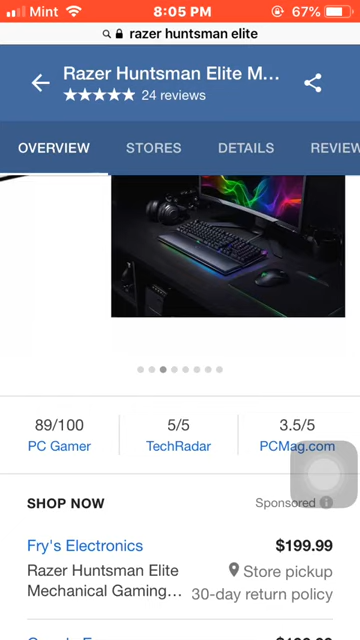 Mint 8:05 PM 67%
razer huntsman elite
Razer Huntsman Elite M...
24 reviews
OVERVIEW STORES DETAILS REVIEW
89/100 5/5 3.5/5
PC Gamer TechRadar PCMag.com
SHOP NOW Sponsored
Fry's Electronics $199.99
Razer Huntsman Elite Store pickup
Mechanical Gaming... 30-day return policy